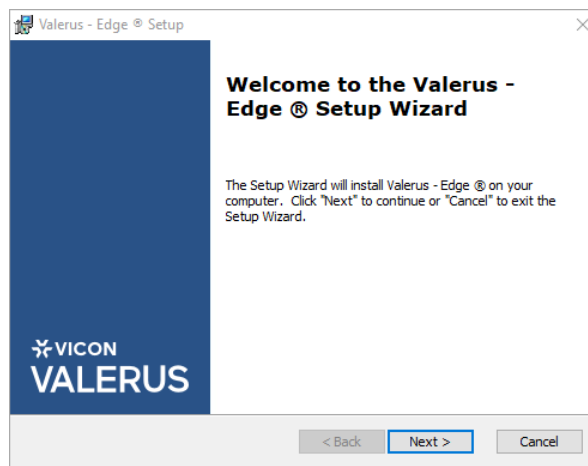 Valerus - Edge ® Setup
Welcome to the Valerus -
Edge ® Setup Wizard
The Setup Wizard will install Valerus - Edge ® on your
computer. Click "Next" to continue or "Cancel" to exit the
Setup Wizard.
VICON
VALERUS
< Back Next > Cancel